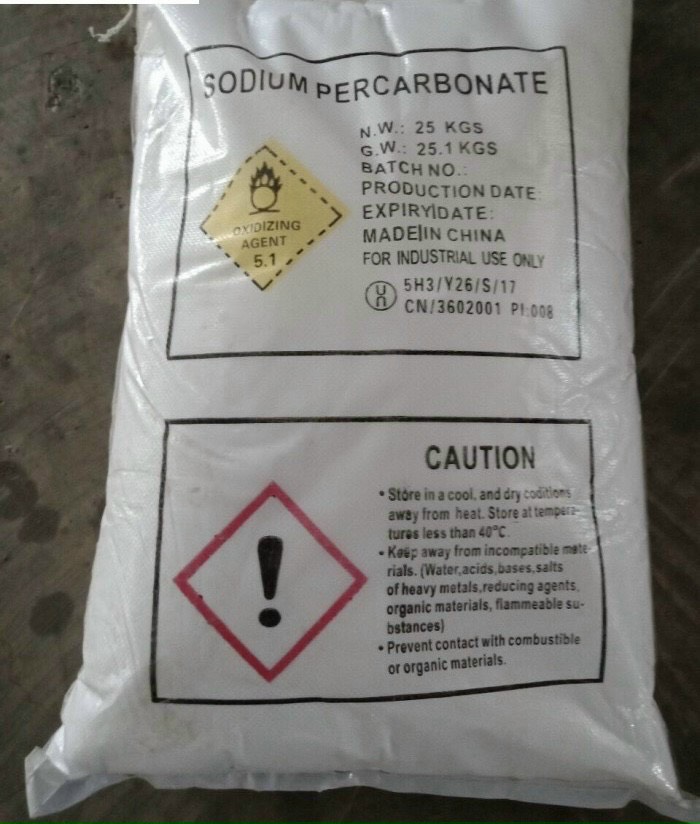 SODIUM PERCARBONATE
N.W.: 25 KGS
G.W.: 25.1 KGS
BATCH NO.:
PRODUCTION DATE:
EXPIRY DATE:
MADE IN CHINA
FOR INDUSTRIAL USE ONLY
OXIDIZING
AGENT
5.1
un
5H3/Y26/S/17
CN/3602001 PI:008
CAUTION
!
• Store in a cool, and dry coditions
away from heat. Store at tempera-
tures less than 40°C.
• Keep away from incompatible mate-
rials. (Water,acids,bases,salts
of heavy metals,reducing agents,
organic materials, flammeable su-
bstances)
• Prevent contact with combustible
or organic materials.